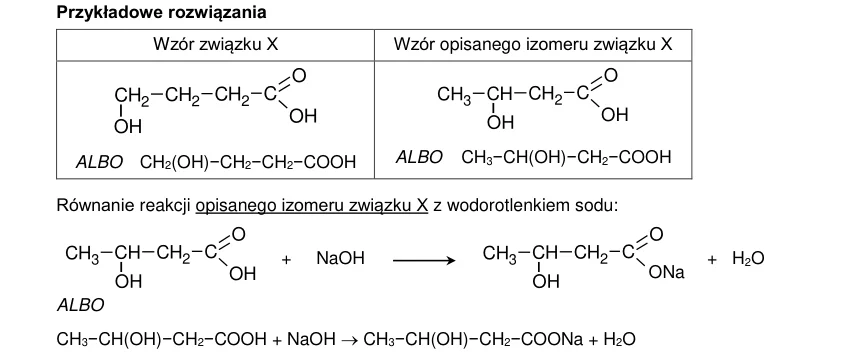 Przykładowe rozwiązania
Wzór związku X
Wzór opisanego izomeru związku X
O
CH₂–CH₂–CH₂–C
OH
OH
ALBO CH₂(OH)–CH₂–CH₂–COOH
O
CH₃–CH–CH₂–C
OH
OH
ALBO CH₃–CH(OH)–CH₂–COOH
Równanie reakcji opisanego izomeru związku X z wodorotlenkiem sodu:
O O
CH₃–CH–CH₂–C + NaOH → CH₃–CH–CH₂–C + H₂O
OH ONa
OH OH
ALBO
CH₃–CH(OH)–CH₂–COOH + NaOH → CH₃–CH(OH)–CH₂–COONa + H₂O